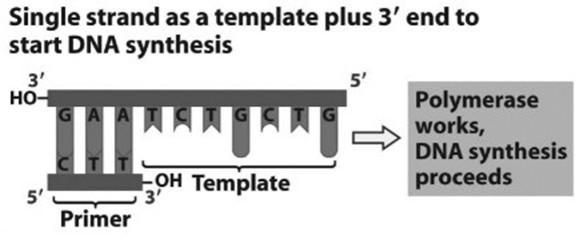 Single strand as a template plus 3′ end to
start DNA synthesis
3′
5′
HO
G A A T C T G C T G
C T T
OH Template
5′
3′
Primer
Polymerase
works,
DNA synthesis
proceeds